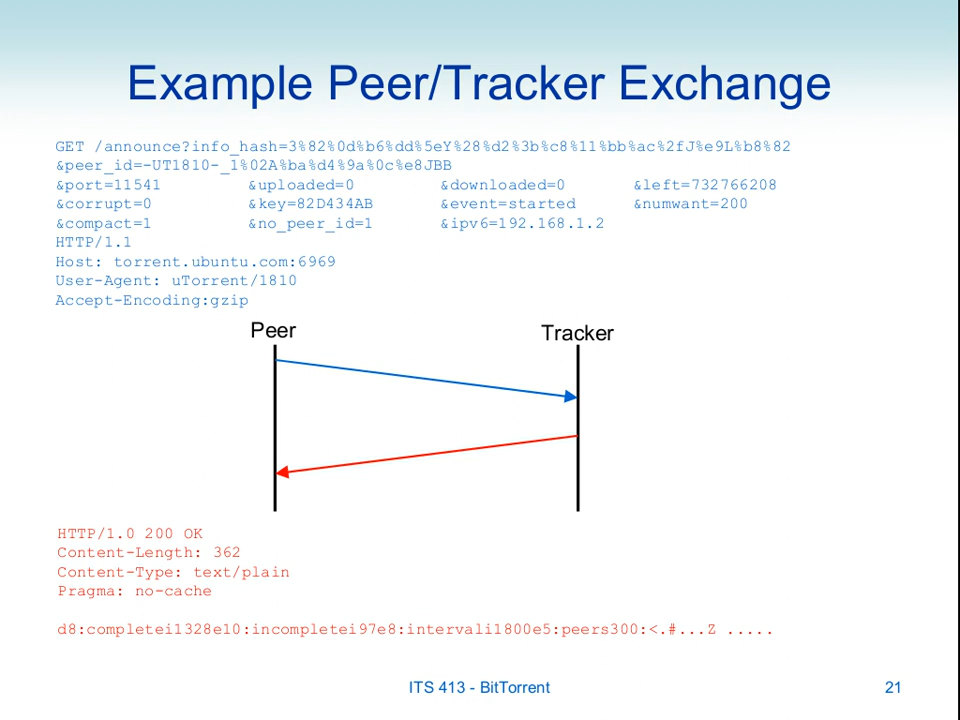 Example Peer/Tracker Exchange
GET /announce?info_hash=3%82%0d%b6%dd%5eY%28%d2%3b%c8%11%bb%ac%2fJ%e9L%b8%82
&peer_id=-UT1810-_1%02A%ba%d4%9a%0c%e8JBB
&port=11541 &uploaded=0 &downloaded=0 &left=732766208
&corrupt=0 &key=82D434AB &event=started &numwant=200
&compact=1 &no_peer_id=1 &ipv6=192.168.1.2
HTTP/1.1
Host: torrent.ubuntu.com:6969
User-Agent: uTorrent/1810
Accept-Encoding:gzip
Peer Tracker
HTTP/1.0 200 OK
Content-Length: 362
Content-Type: text/plain
Pragma: no-cache
d8:completei1328e10:incompletei97e8:intervali1800e5:peers300:<.#...Z .....
ITS 413 - BitTorrent 21